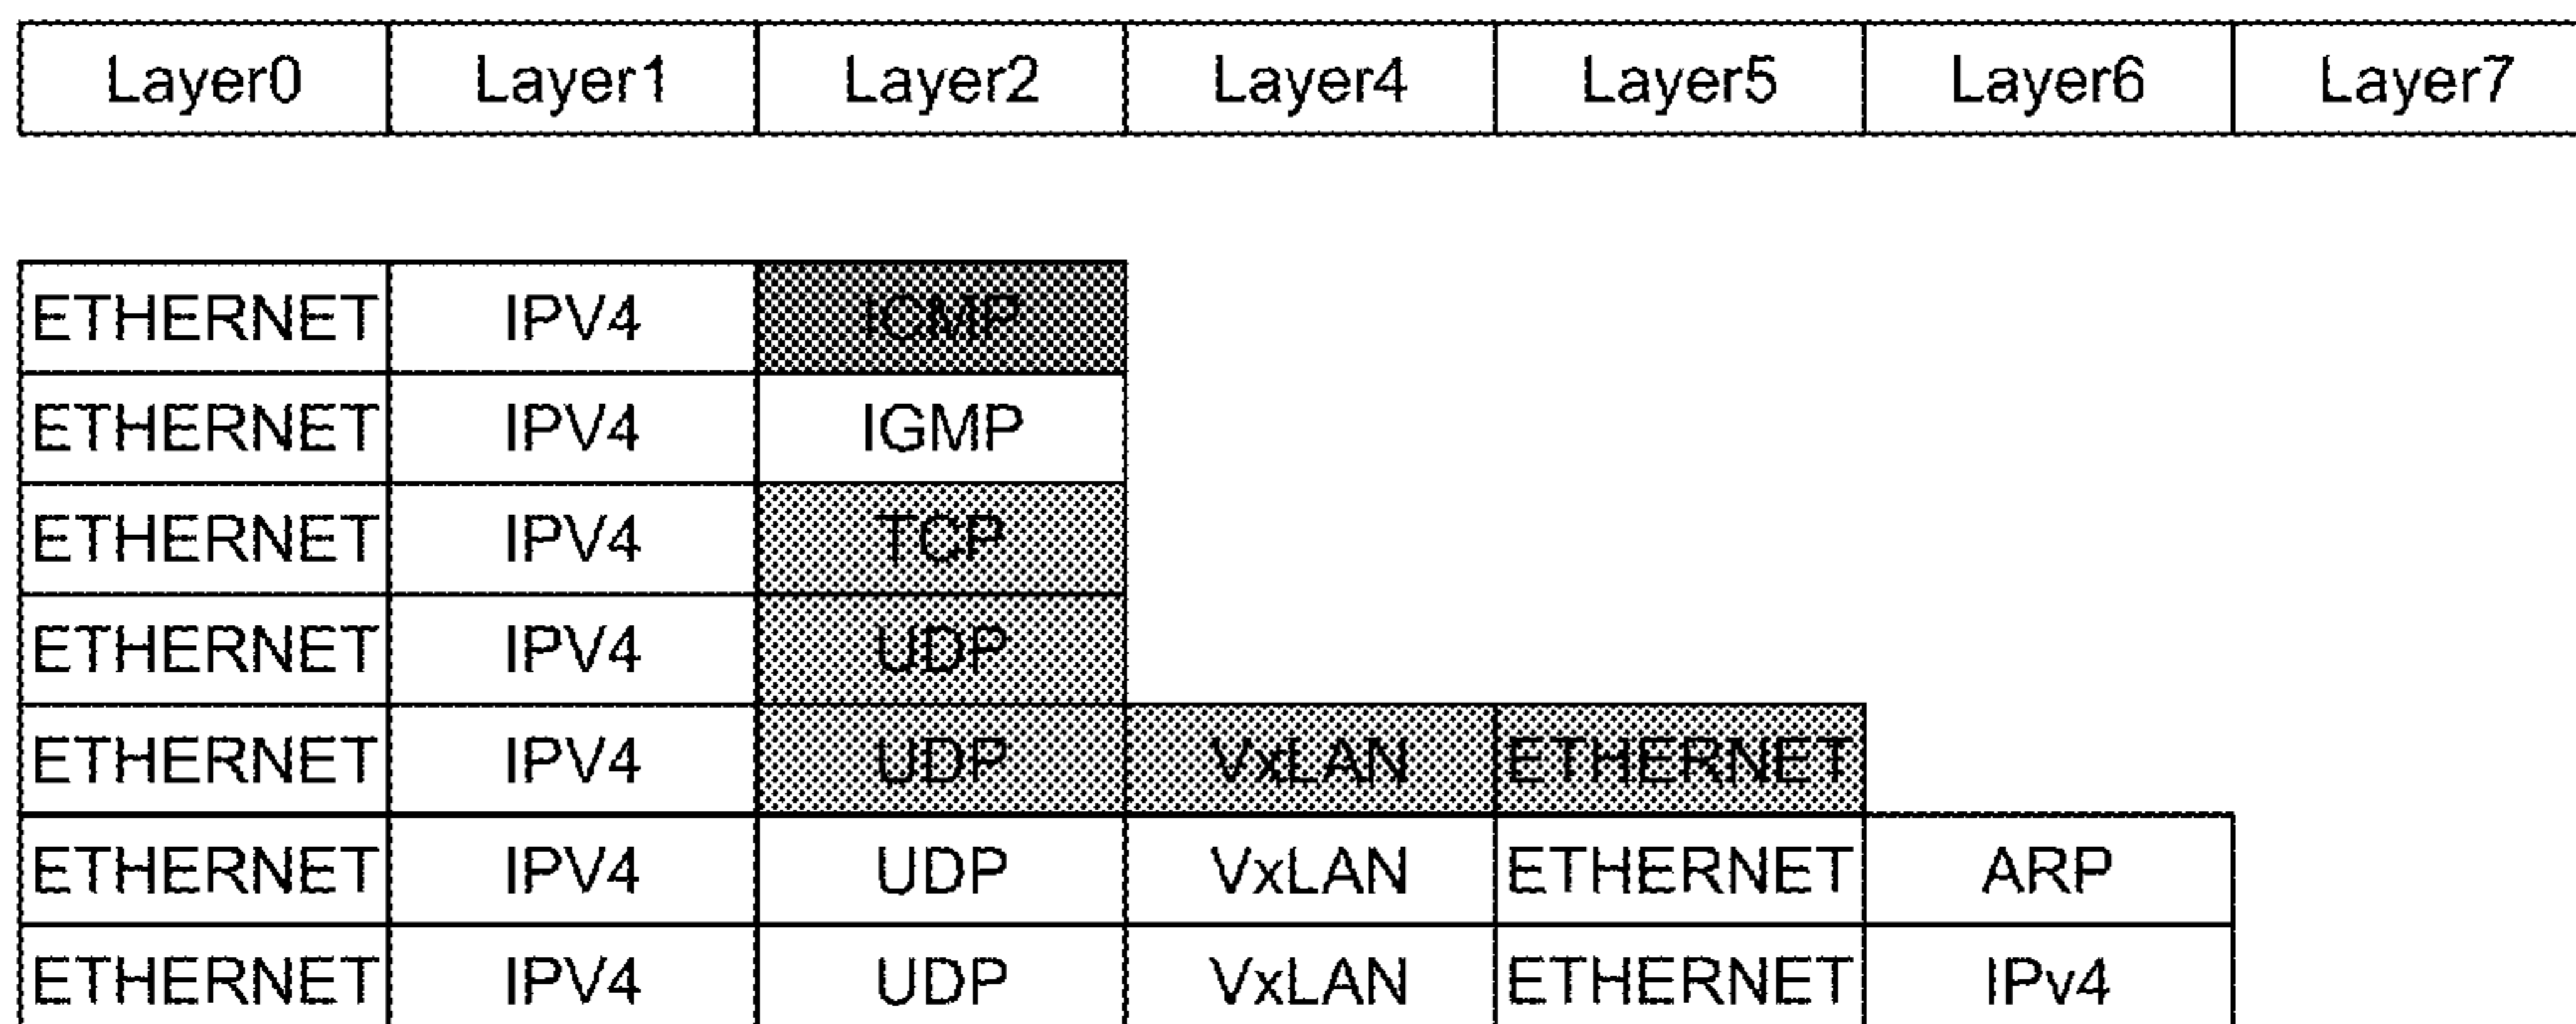 Layer0 Layer1 Layer2 Layer4 Layer5 Layer6 Layer7
ETHERNET IPV4 ICMP
ETHERNET IPV4 IGMP
ETHERNET IPV4 TCP
ETHERNET IPV4 UDP
ETHERNET IPV4 UDP VxLAN ETHERNET
ETHERNET IPV4 UDP VxLAN ETHERNET ARP
ETHERNET IPV4 UDP VxLAN ETHERNET IPv4